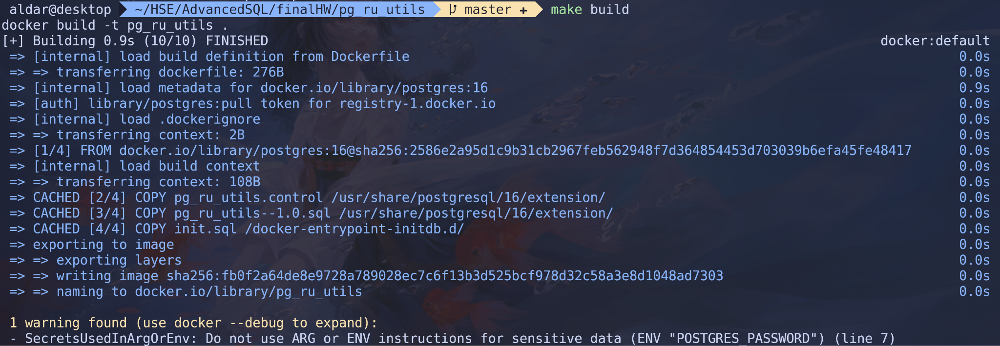 aldar@desktop ~/HSE/AdvancedSQL/finalHW/pg_ru_utils master + make build
docker build -t pg_ru_utils .
[+] Building 0.9s (10/10) FINISHED docker:default
=> [internal] load build definition from Dockerfile 0.0s
=> => transferring dockerfile: 276B 0.0s
=> [internal] load metadata for docker.io/library/postgres:16 0.9s
=> [auth] library/postgres:pull token for registry-1.docker.io 0.0s
=> [internal] load .dockerignore 0.0s
=> => transferring context: 2B 0.0s
=> [1/4] FROM docker.io/library/postgres:16@sha256:2586e2a95d1c9b31cb2967feb562948f7d364854453d703039b6efa45fe48417 0.0s
=> [internal] load build context 0.0s
=> => transferring context: 108B 0.0s
=> CACHED [2/4] COPY pg_ru_utils.control /usr/share/postgresql/16/extension/ 0.0s
=> CACHED [3/4] COPY pg_ru_utils--1.0.sql /usr/share/postgresql/16/extension/ 0.0s
=> CACHED [4/4] COPY init.sql /docker-entrypoint-initdb.d/ 0.0s
=> exporting to image 0.0s
=> => exporting layers 0.0s
=> => writing image sha256:fb0f2a64de8e9728a789028ec7c6f13b3d525bcf978d32c58a3e8d1048ad7303 0.0s
=> => naming to docker.io/library/pg_ru_utils 0.0s
1 warning found (use docker --debug to expand):
- SecretsUsedInArgOrEnv: Do not use ARG or ENV instructions for sensitive data (ENV "POSTGRES_PASSWORD") (line 7)